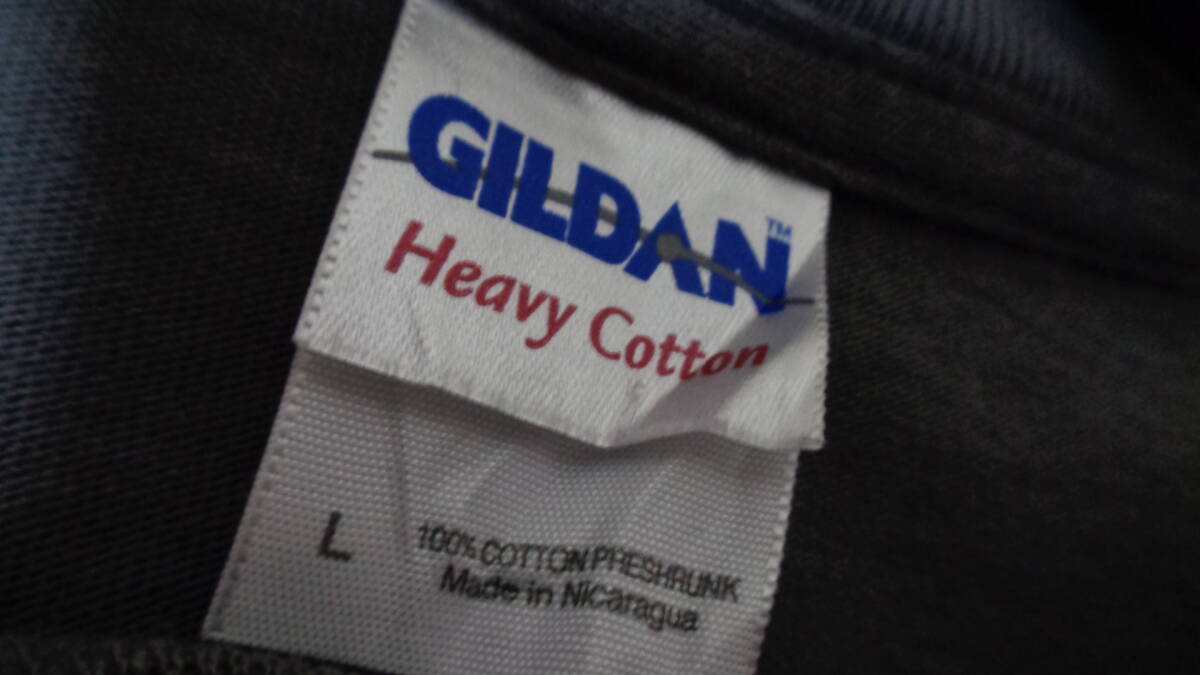 GILDAN™
Heavy Cotton
L
100% COTTON PRESHRUNK
Made in Nicaragua